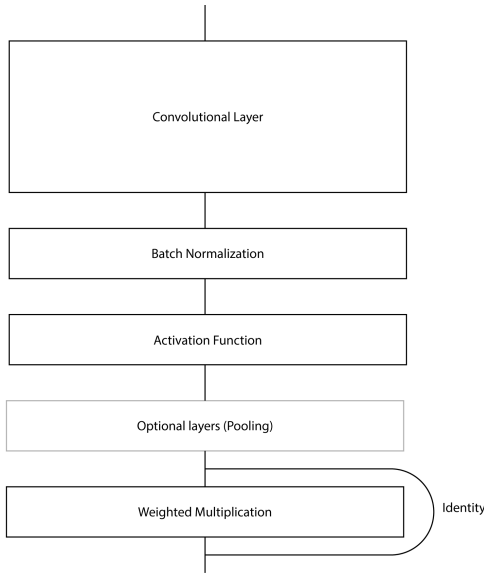 Convolutional Layer
Batch Normalization
Activation Function
Optional layers (Pooling)
Weighted Multiplication
Identity